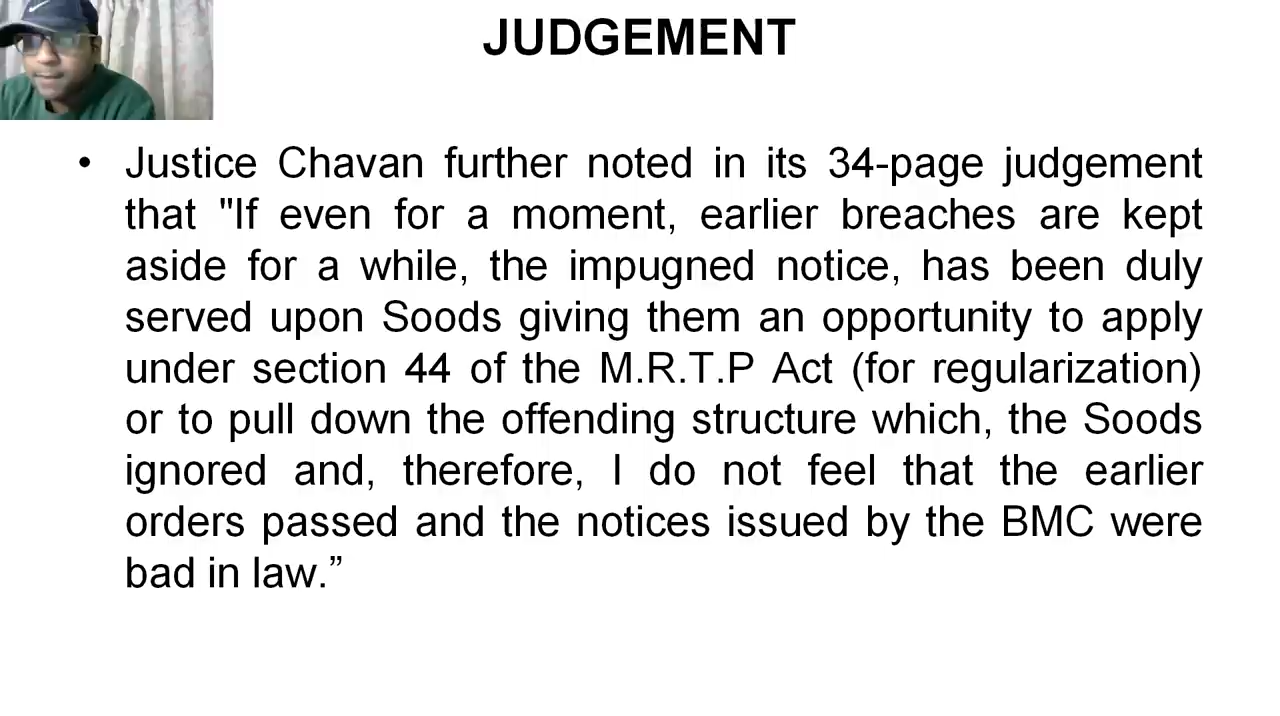 JUDGEMENT
• Justice Chavan further noted in its 34-page judgement
that "If even for a moment, earlier breaches are kept
aside for a while, the impugned notice, has been duly
served upon Soods giving them an opportunity to apply
under section 44 of the M.R.T.P Act (for regularization)
or to pull down the offending structure which, the Soods
ignored and, therefore, I do not feel that the earlier
orders passed and the notices issued by the BMC were
bad in law.”